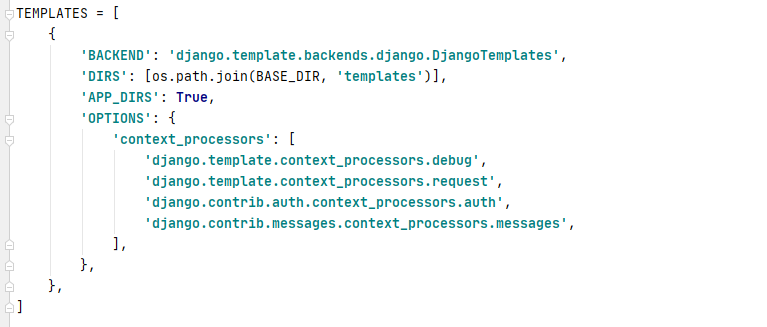 TEMPLATES = [
    {
        'BACKEND': 'django.template.backends.django.DjangoTemplates',
        'DIRS': [os.path.join(BASE_DIR, 'templates')],
        'APP_DIRS': True,
        'OPTIONS': {
            'context_processors': [
                'django.template.context_processors.debug',
                'django.template.context_processors.request',
                'django.contrib.auth.context_processors.auth',
                'django.contrib.messages.context_processors.messages',
            ],
        },
    },
]